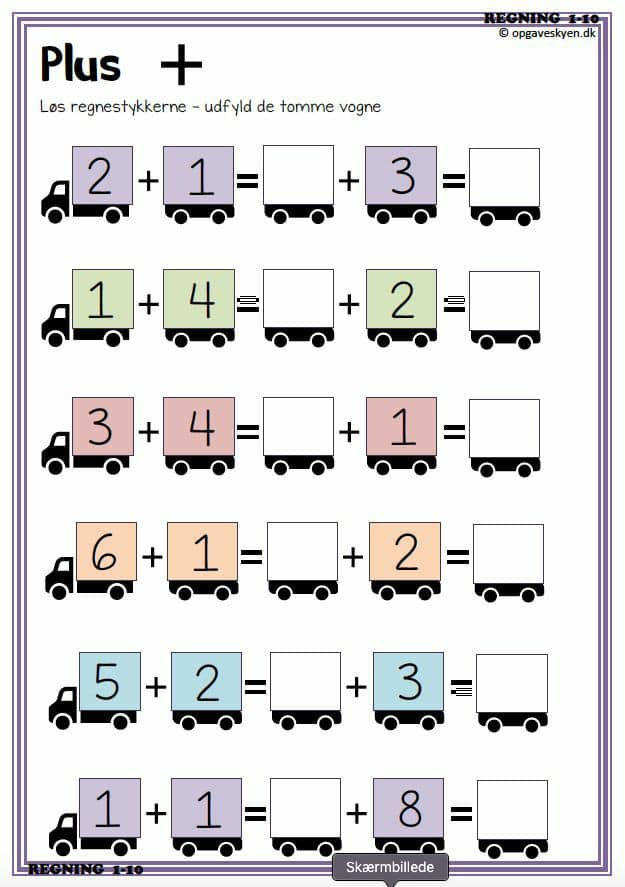 REGNING 1-10
© opgaveskyen.dk
Plus +
Løs regnestykkerne - udfyld de tomme vogne
2 + 1 = + 3 =
1 + 4 = + 2 =
3 + 4 = + 1 =
6 + 1 = + 2 =
5 + 2 = + 3 =
1 + 1 = + 8 =
REGNING 1-10
Skærmbillede